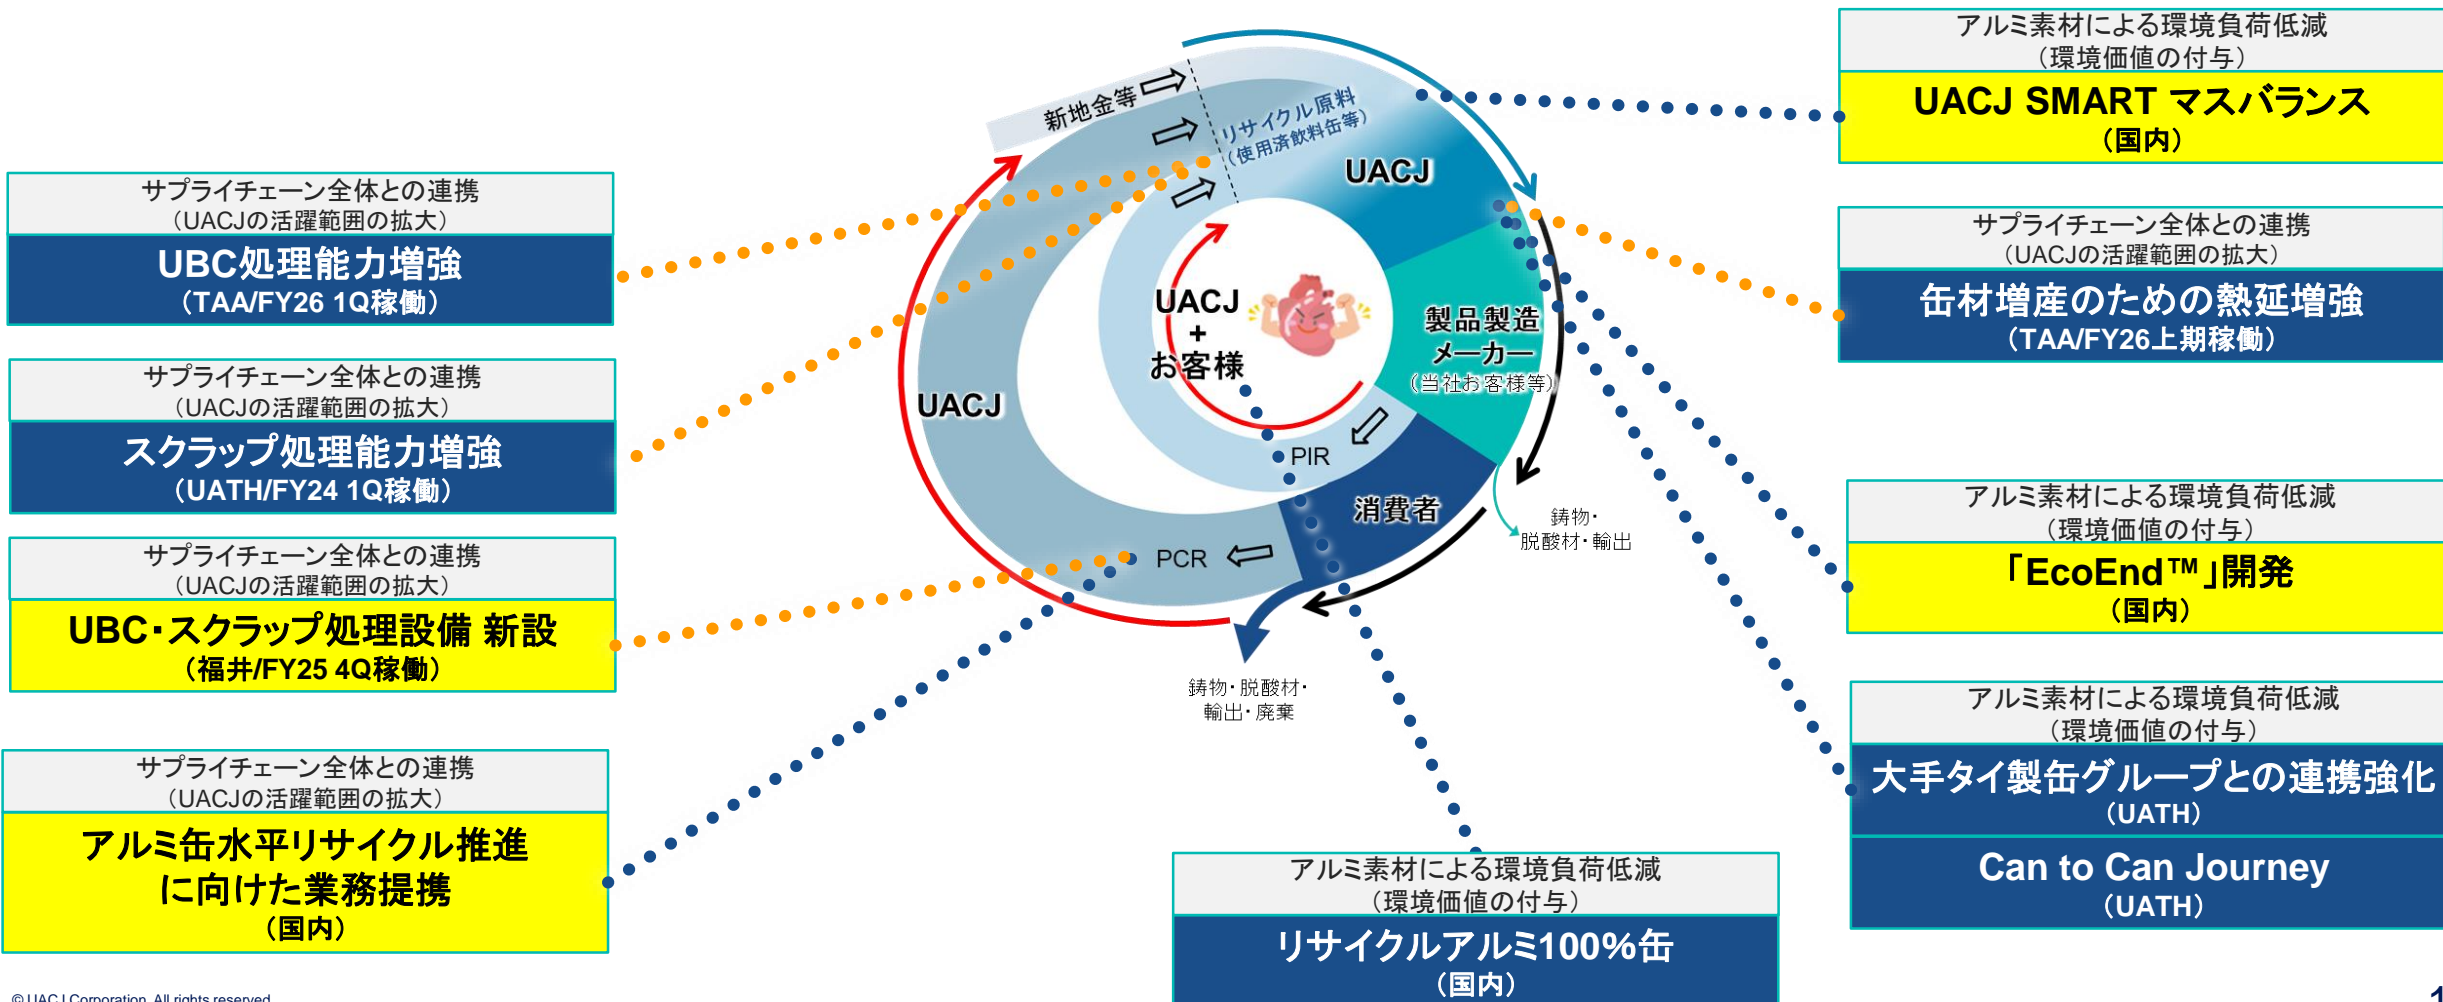 サプライチェーン全体との連携
（UACJの活躍範囲の拡大）
UBC処理能力増強
（TAA/FY26 1Q稼働）
サプライチェーン全体との連携
（UACJの活躍範囲の拡大）
スクラップ処理能力増強
（UATH/FY24 1Q稼働）
サプライチェーン全体との連携
（UACJの活躍範囲の拡大）
UBC・スクラップ処理設備 新設
（福井/FY25 4Q稼働）
サプライチェーン全体との連携
（UACJの活躍範囲の拡大）
アルミ缶水平リサイクル推進
に向けた業務提携
（国内）
新地金等
リサイクル原料
（使用済飲料缶等）
UACJ
UACJ
+
お客様
製品製造
メーカー
（当社お客様等）
UACJ
PIR
消費者
PCR
鋳物・
脱酸材・輸出
鋳物・脱酸材・
輸出・廃棄
アルミ素材による環境負荷低減
（環境価値の付与）
リサイクルアルミ100%缶
（国内）
アルミ素材による環境負荷低減
（環境価値の付与）
UACJ SMART マスバランス
（国内）
サプライチェーン全体との連携
（UACJの活躍範囲の拡大）
缶材増産のための熱延増強
（TAA/FY26上期稼働）
アルミ素材による環境負荷低減
（環境価値の付与）
「EcoEnd™」開発
（国内）
アルミ素材による環境負荷低減
（環境価値の付与）
大手タイ製缶グループとの連携強化
（UATH）
Can to Can Journey
（UATH）
© UACJ Corporation. All rights reserved